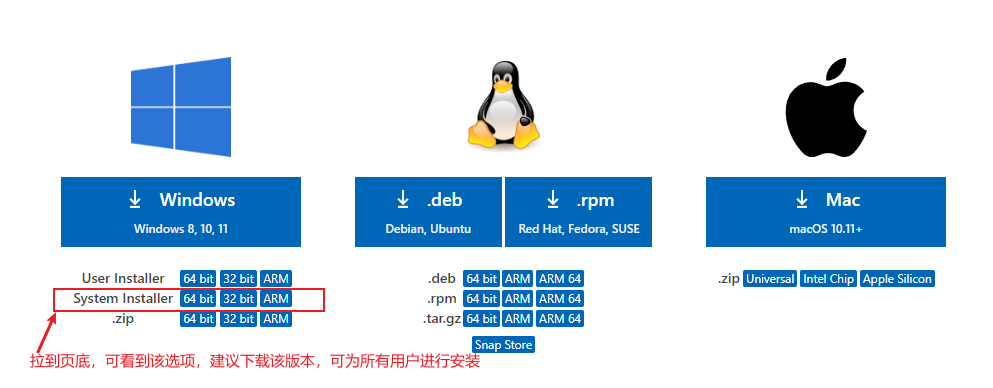 Windows
Windows 8, 10, 11
.deb
Debian, Ubuntu
.rpm
Red Hat, Fedora, SUSE
Mac
macOS 10.11+
User Installer 64 bit 32 bit ARM
System Installer 64 bit 32 bit ARM
.zip 64 bit 32 bit ARM
.deb 64 bit ARM ARM 64
.rpm 64 bit ARM ARM 64
.tar.gz 64 bit ARM ARM 64
Snap Store
.zip Universal Intel Chip Apple Silicon
拉到页底，可看到该选项，建议下载该版本，可为所有用户进行安装